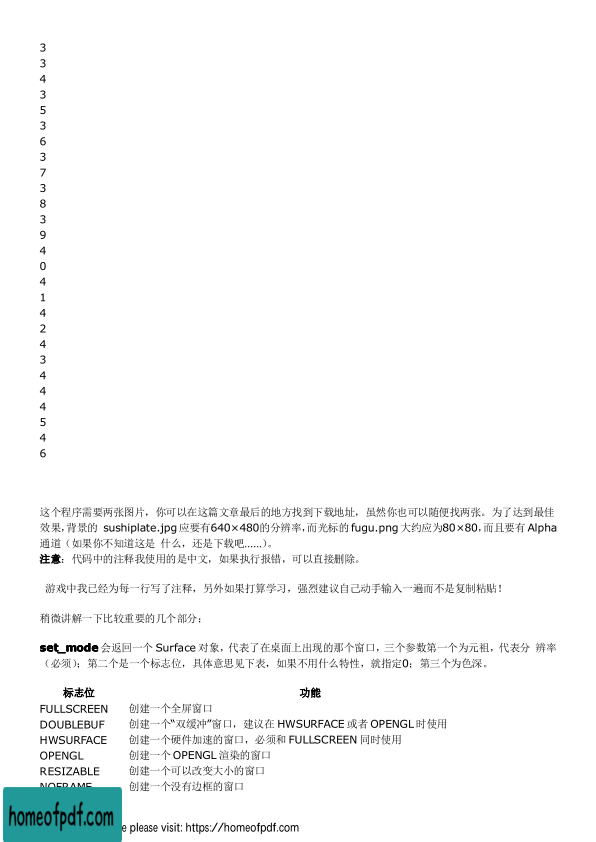 3
3
4
3
5
3
6
3
7
3
8
3
9
4
0
4
1
4
2
4
3
4
4
4
5
4
6
这个程序需要两张图片，你可以在这篇文章最后的地方找到下载地址，虽然你也可以随便找两张。为了达到最佳
效果，背景的 sushiplate.jpg 应要有640×480的分辨率，而光标的 fugu.png 大约应为80×80，而且要有 Alpha
通道（如果你不知道这是 什么，还是下载吧……）。
注意：代码中的注释我使用的是中文，如果执行报错，可以直接删除。
游戏中我已经为每一行写了注释，另外如果打算学习，强烈建议自己动手输入一遍而不是复制粘贴！
稍微讲解一下比较重要的几个部分：
set_mode 会返回一个 Surface 对象，代表了在桌面上出现的那个窗口，三个参数第一个为元祖，代表分 辨率
（必须）；第二个是一个标志位，具体意思见下表，如果不用什么特性，就指定0；第三个为色深。
标志位 功能
FULLSCREEN 创建一个全屏窗口
DOUBLEBUF 创建一个“双缓冲”窗口，建议在 HWSURFACE 或者 OPENGL 时使用
HWSURFACE 创建一个硬件加速的窗口，必须和 FULLSCREEN 同时使用
OPENGL 创建一个 OPENGL 渲染的窗口
RESIZABLE 创建一个可以改变大小的窗口
NOFRAME 创建一个没有边框的窗口
homeofpdf.com
e please visit: https://homeofpdf.com